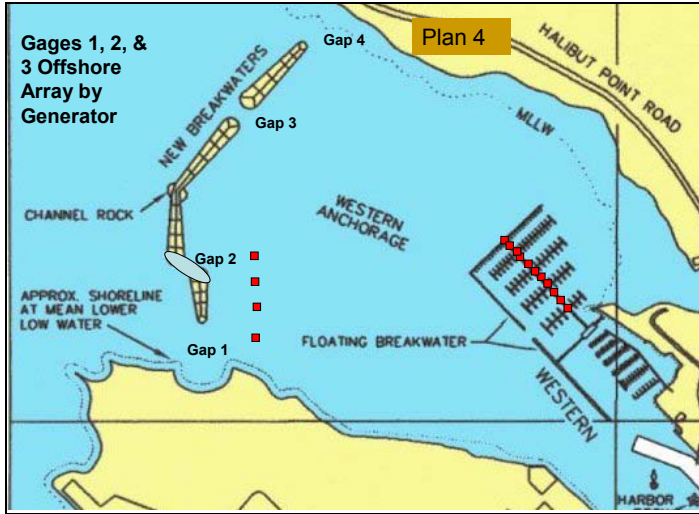 Gages 1, 2, &
3 Offshore
Array by
Generator
Plan 4
Gap 4
HALIBUT POINT ROAD
NEW BREAKWATERS
Gap 3
MLLW
CHANNEL ROCK
WESTERN
ANCHORAGE
Gap 2
APPROX. SHORELINE
AT MEAN LOWER
LOW WATER
Gap 1
FLOATING BREAKWATER
WESTERN
HARBOR